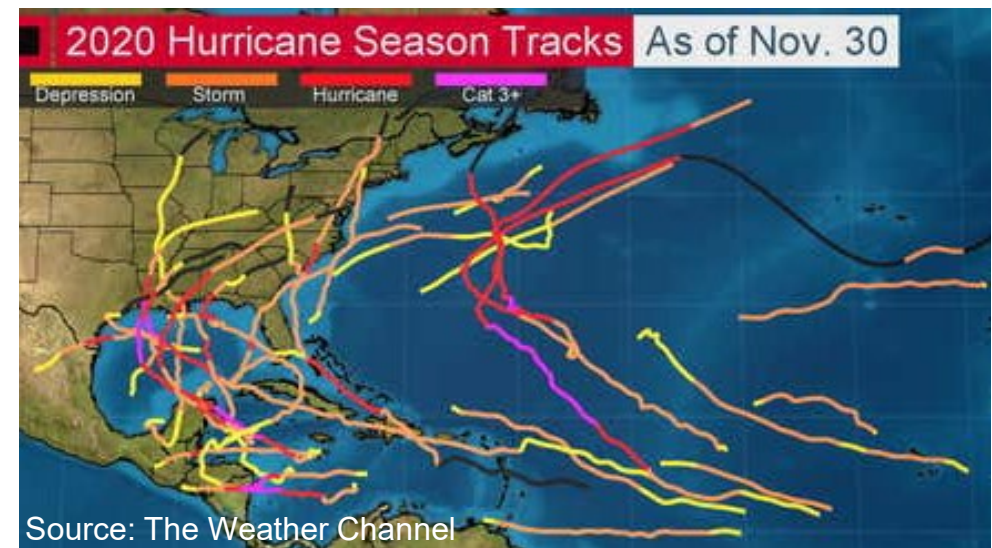 2020 Hurricane Season Tracks As of Nov. 30
Depression Storm Hurricane Cat 3+
Source: The Weather Channel